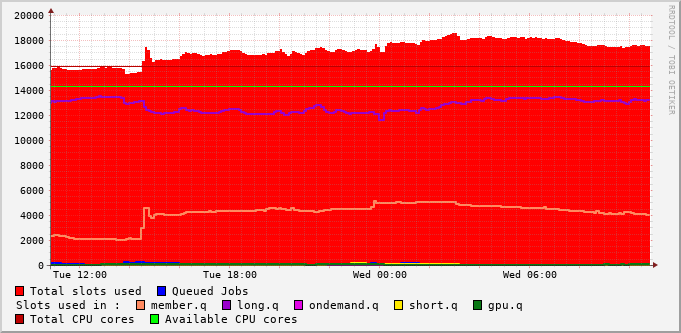 RRDTOOL / TOBI OETIKER
20000
18000
16000
14000
12000
10000
8000
6000
4000
2000
0
Tue 12:00 Tue 18:00 Wed 00:00 Wed 06:00
Total slots used Queued Jobs
Slots used in : member.q long.q ondemand.q short.q gpu.q
Total CPU cores Available CPU cores